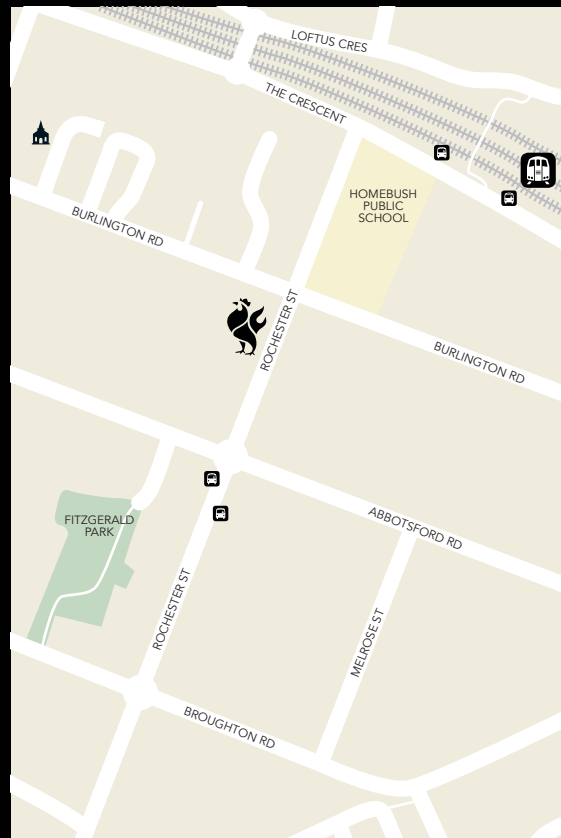 LOFTUS CRES
THE CRESCENT
HOMEBUSH
PUBLIC
SCHOOL
BURLINGTON RD
ROCHESTER ST
BURLINGTON RD
ABBOTSFORD RD
FITZGERALD
PARK
ROCHESTER ST
MELROSE ST
BROUGHTON RD